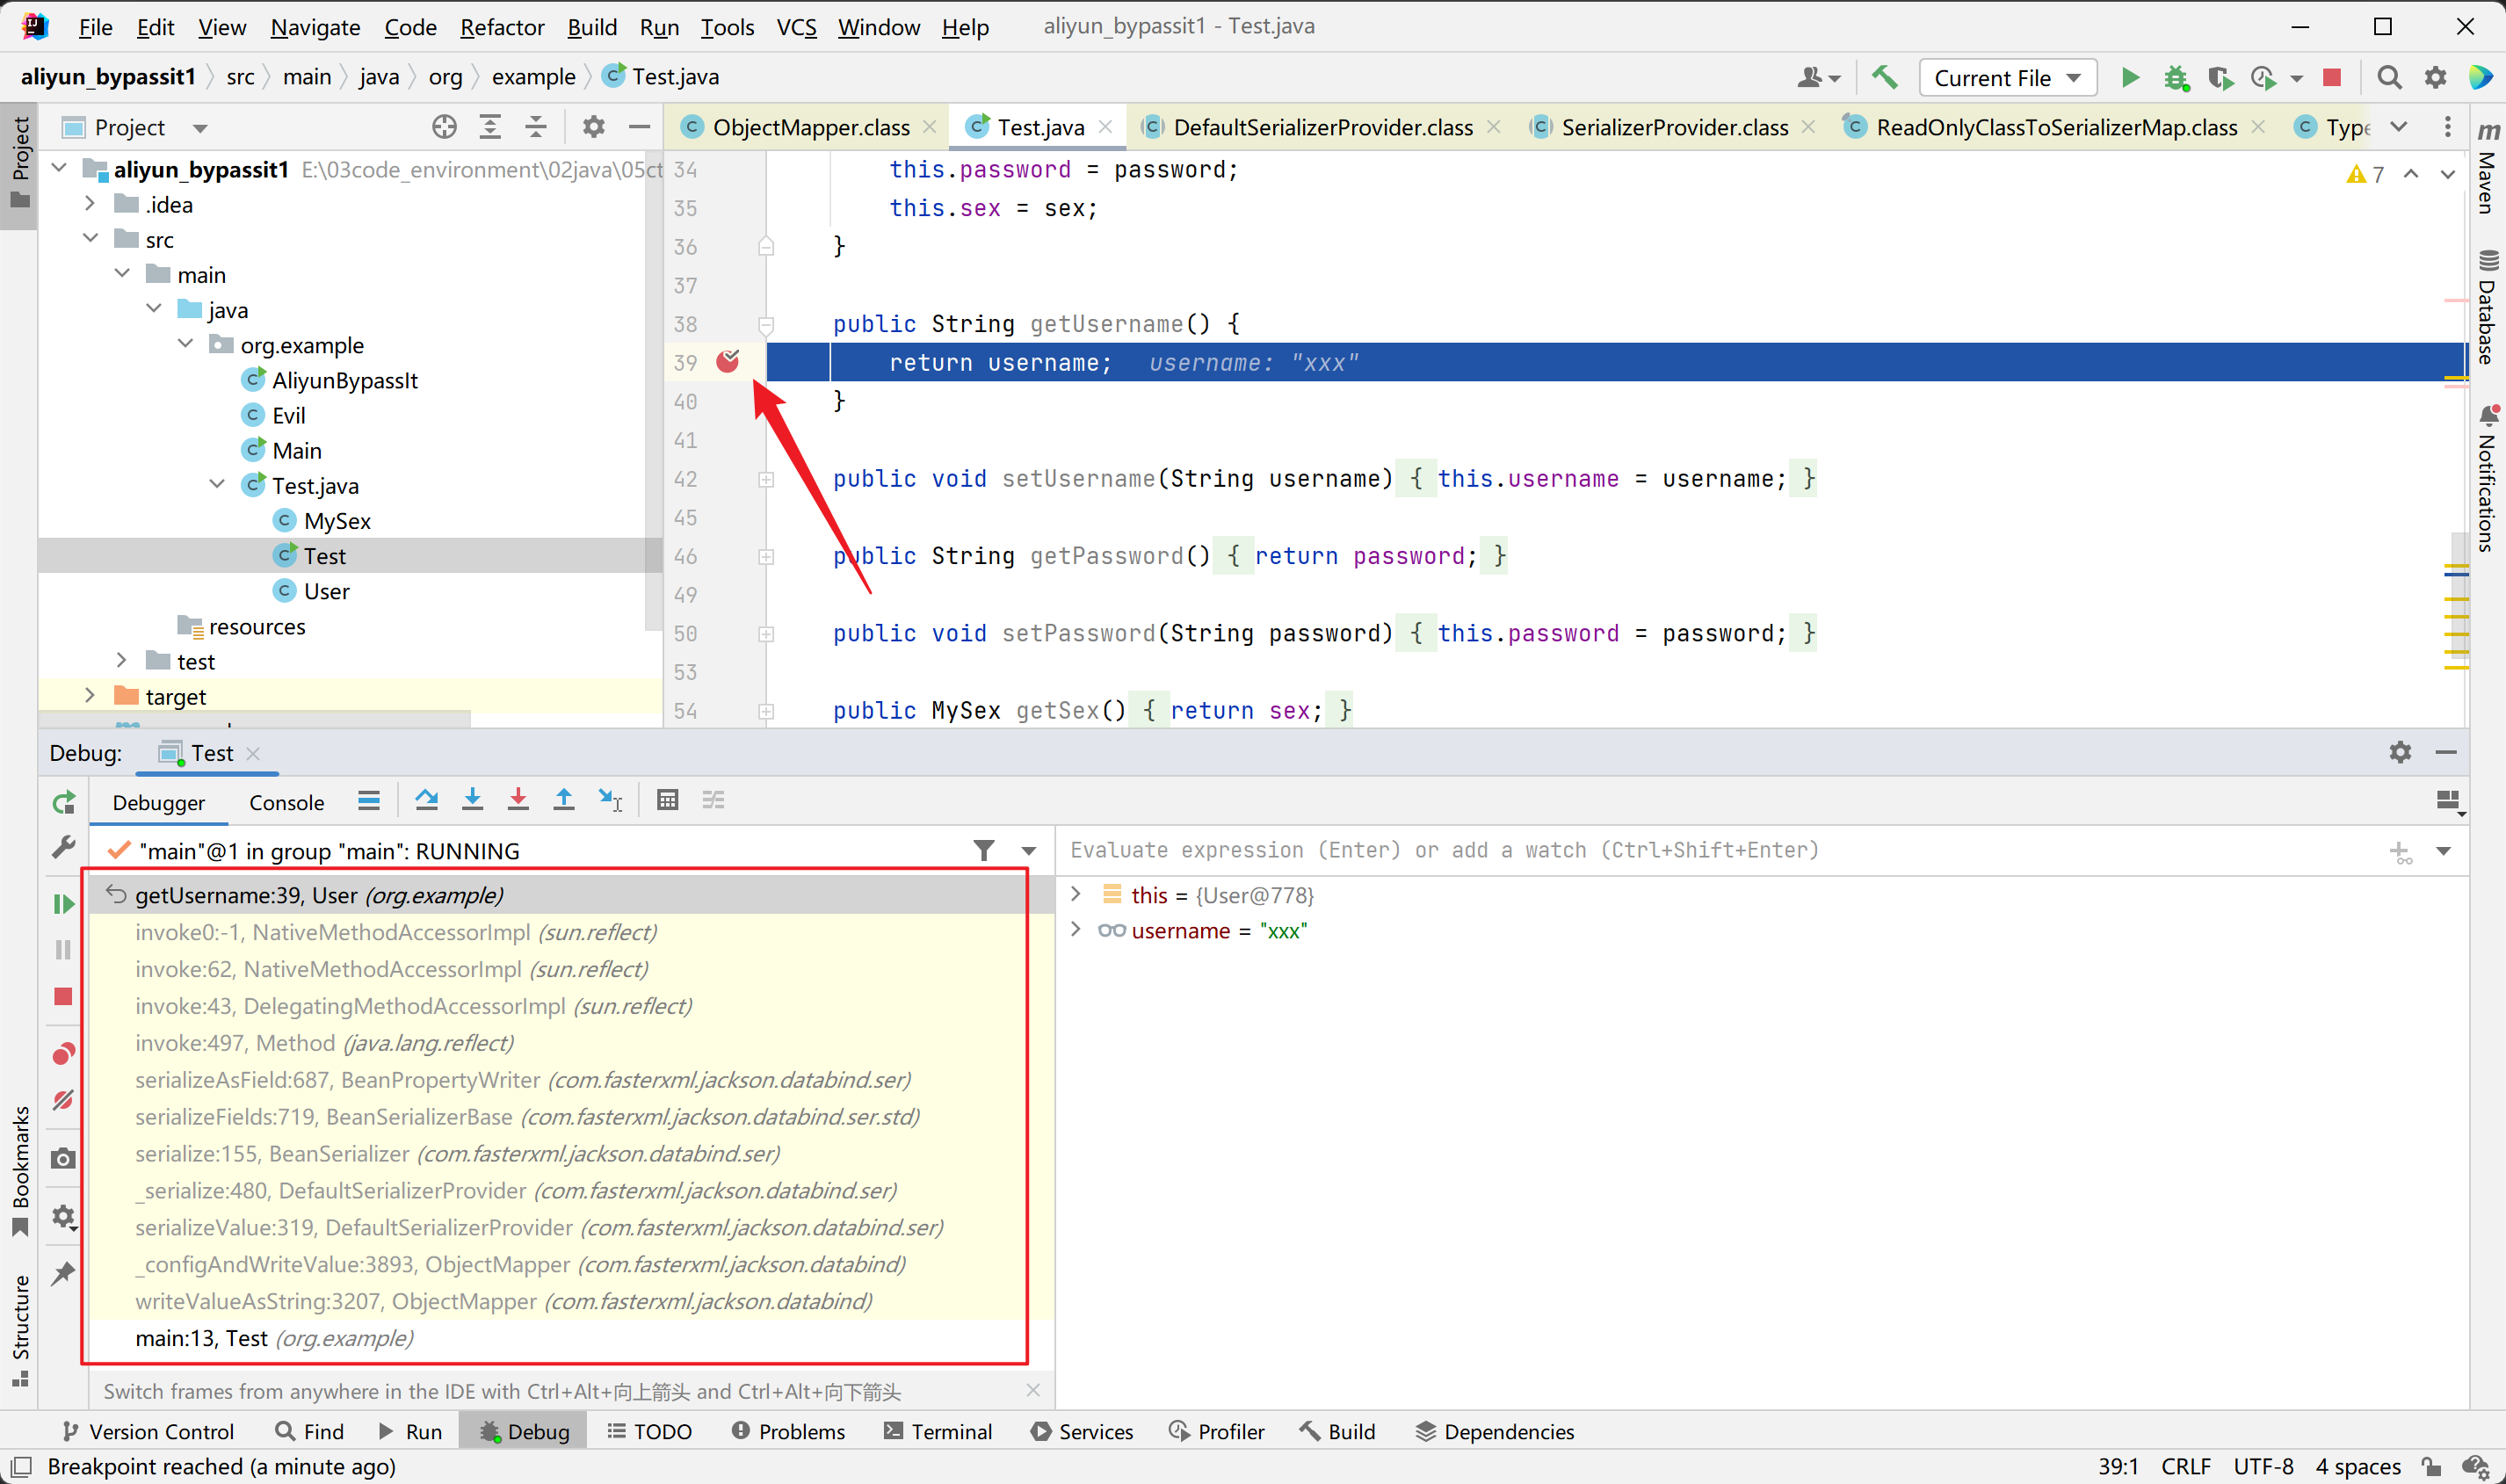 File Edit View Navigate Code Refactor Build Run Tools VCS Window Help aliyun_bypassit1 - Test.java
aliyun_bypassit1 src main java org example Test.java Current File
Project
Project
ObjectMapper.class Test.java DefaultSerializerProvider.class SerializerProvider.class ReadOnlyClassToSerializerMap.class Type
aliyun_bypassit1 E:\03code_environment\02java\05ct
.idea
src
main
java
org.example
AliyunBypassIt
Evil
Main
Test.java
MySex
Test
User
resources
test
target
34 this.password = password;
35 this.sex = sex;
36 }
37
38 public String getUsername() {
39 return username; username: "xxx"
40 }
41
42 public void setUsername(String username) { this.username = username; }
45
46 public String getPassword() { return password; }
49
50 public void setPassword(String password) { this.password = password; }
53
54 public MySex getSex() { return sex; }
7
Maven
Database
Notifications
Debug: Test
Debugger Console
"main"@1 in group "main": RUNNING
getUsername:39, User (org.example)
invoke0:-1, NativeMethodAccessorImpl (sun.reflect)
invoke:62, NativeMethodAccessorImpl (sun.reflect)
invoke:43, DelegatingMethodAccessorImpl (sun.reflect)
invoke:497, Method (java.lang.reflect)
serializeAsField:687, BeanPropertyWriter (com.fasterxml.jackson.databind.ser)
serializeFields:719, BeanSerializerBase (com.fasterxml.jackson.databind.ser.std)
serialize:155, BeanSerializer (com.fasterxml.jackson.databind.ser)
_serialize:480, DefaultSerializerProvider (com.fasterxml.jackson.databind.ser)
serializeValue:319, DefaultSerializerProvider (com.fasterxml.jackson.databind.ser)
_configAndWriteValue:3893, ObjectMapper (com.fasterxml.jackson.databind)
writeValueAsString:3207, ObjectMapper (com.fasterxml.jackson.databind)
main:13, Test (org.example)
Switch frames from anywhere in the IDE with Ctrl+Alt+向上箭头 and Ctrl+Alt+向下箭头
Evaluate expression (Enter) or add a watch (Ctrl+Shift+Enter)
this = {User@778}
username = "xxx"
Bookmarks
Structure
Version Control Find Run Debug TODO Problems Terminal Services Profiler Build Dependencies
Breakpoint reached (a minute ago) 39:1 CRLF UTF-8 4 spaces